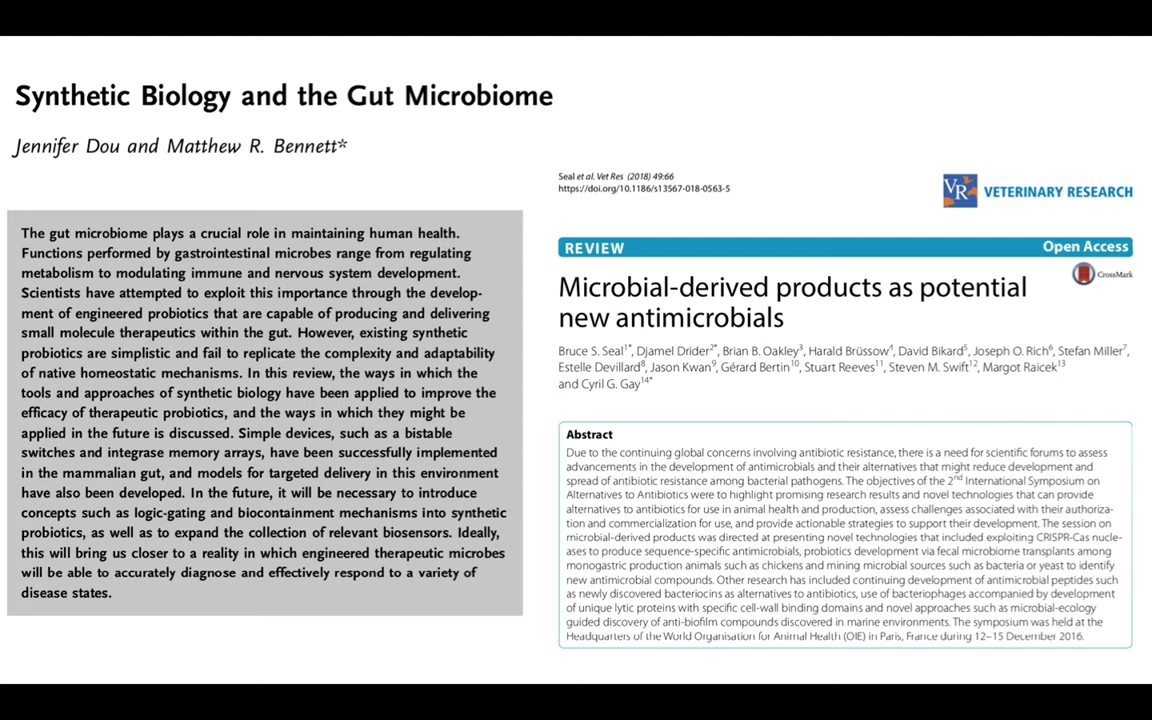 Synthetic Biology and the Gut Microbiome
Jennifer Dou and Matthew R. Bennett*
The gut microbiome plays a crucial role in maintaining human health.
Functions performed by gastrointestinal microbes range from regulating
metabolism to modulating immune and nervous system development.
Scientists have attempted to exploit this importance through the develop-
ment of engineered probiotics that are capable of producing and delivering
small molecule therapeutics within the gut. However, existing synthetic
probiotics are simplistic and fail to replicate the complexity and adaptability
of native homeostatic mechanisms. In this review, the ways in which the
tools and approaches of synthetic biology have been applied to improve the
efficacy of therapeutic probiotics, and the ways in which they might be
applied in the future is discussed. Simple devices, such as a bistable
switches and integrase memory arrays, have been successfully implemented
in the mammalian gut, and models for targeted delivery in this environment
have also been developed. In the future, it will be necessary to introduce
concepts such as logic-gating and biocontainment mechanisms into synthetic
probiotics, as well as to expand the collection of relevant biosensors. Ideally,
this will bring us closer to a reality in which engineered therapeutic microbes
will be able to accurately diagnose and effectively respond to a variety of
disease states.
Seal et al. Vet Res (2018) 49:66
https://doi.org/10.1186/s13567-018-0563-5
VR VETERINARY RESEARCH
REVIEW Open Access
CrossMark
Microbial-derived products as potential
new antimicrobials
Bruce S. Seal1*, Djamel Drider2*, Brian B. Oakley3, Harald Brüssow4, David Bikard5, Joseph O. Rich6, Stefan Miller7,
Estelle Devillard8, Jason Kwan9, Gérard Bertin10, Stuart Reeves11, Steven M. Swift12, Margot Raicek13
and Cyril G. Gay14*
Abstract
Due to the continuing global concerns involving antibiotic resistance, there is a need for scientific forums to assess
advancements in the development of antimicrobials and their alternatives that might reduce development and
spread of antibiotic resistance among bacterial pathogens. The objectives of the 2nd International Symposium on
Alternatives to Antibiotics were to highlight promising research results and novel technologies that can provide
alternatives to antibiotics for use in animal health and production, assess challenges associated with their authoriza-
tion and commercialization for use, and provide actionable strategies to support their development. The session on
microbial-derived products was directed at presenting novel technologies that included exploiting CRISPR-Cas nucle-
ases to produce sequence-specific antimicrobials, probiotics development via fecal microbiome transplants among
monogastric production animals such as chickens and mining microbial sources such as bacteria or yeast to identify
new antimicrobial compounds. Other research has included continuing development of antimicrobial peptides such
as newly discovered bacteriocins as alternatives to antibiotics, use of bacteriophages accompanied by development
of unique lytic proteins with specific cell-wall binding domains and novel approaches such as microbial-ecology
guided discovery of anti-biofilm compounds discovered in marine environments. The symposium was held at the
Headquarters of the World Organisation for Animal Health (OIE) in Paris, France during 12–15 December 2016.